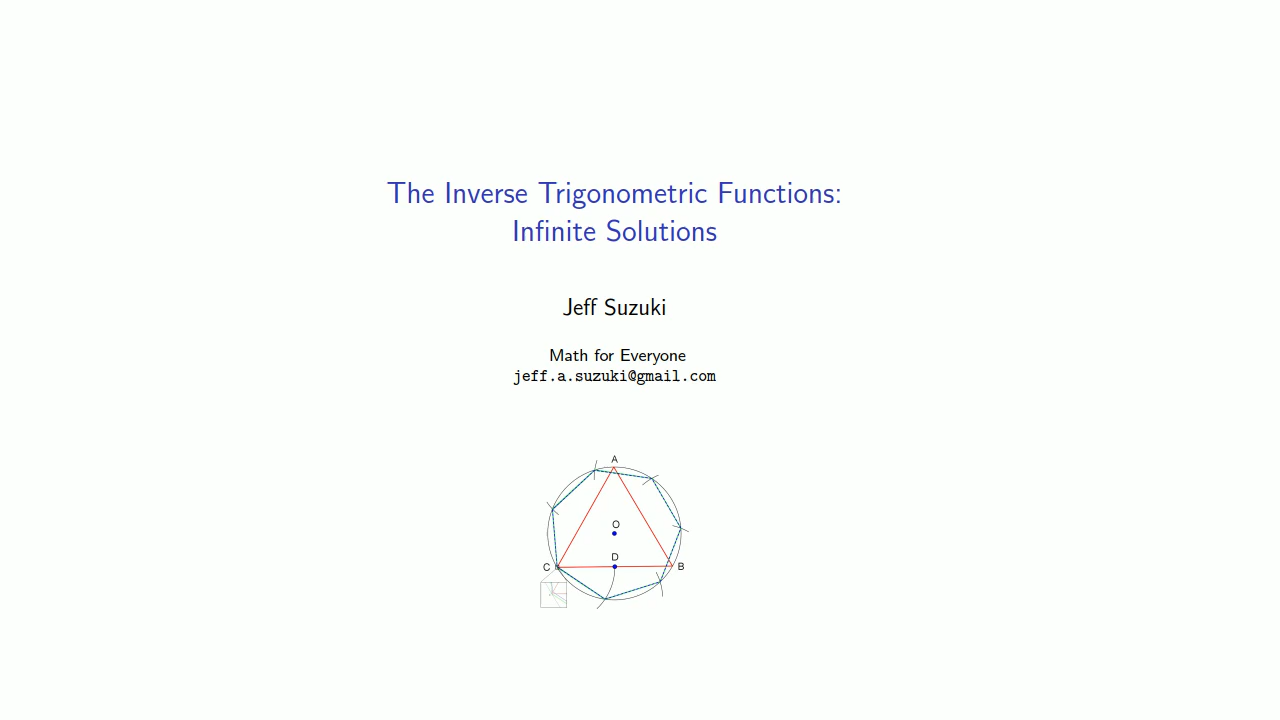 The Inverse Trigonometric Functions:
Infinite Solutions
Jeff Suzuki
Math for Everyone
jeff.a.suzuki@gmail.com
A
O
D
C
B